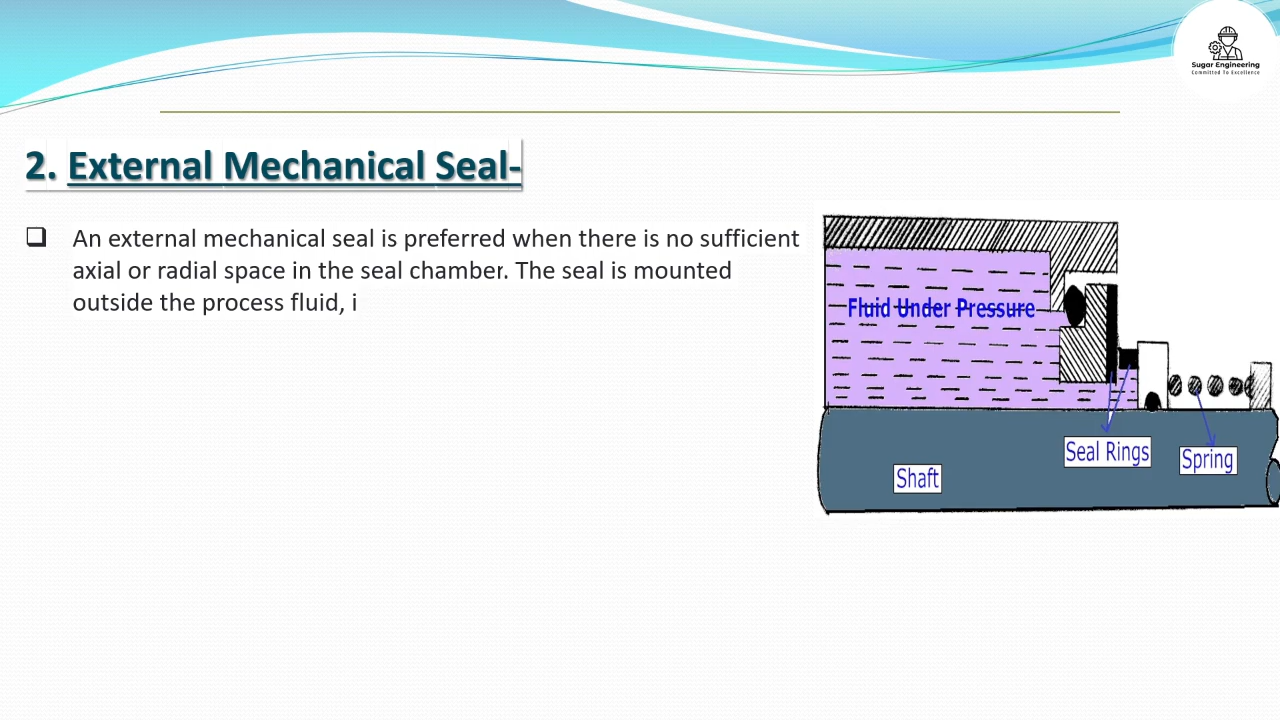 Sugar Engineering
Committed To Excellence
2. External Mechanical Seal-
An external mechanical seal is preferred when there is no sufficient
axial or radial space in the seal chamber. The seal is mounted
outside the process fluid, i
Fluid Under Pressure
Seal Rings
Spring
Shaft